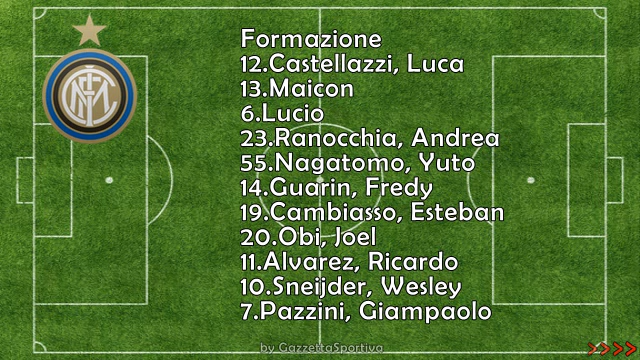 Formazione
12.Castellazzi, Luca
13.Maicon
6.Lucio
23.Ranocchia, Andrea
55.Nagatomo, Yuto
14.Guarin, Fredy
19.Cambiasso, Esteban
20.Obi, Joel
11.Alvarez, Ricardo
10.Sneijder, Wesley
7.Pazzini, Giampaolo
by GazzettaSportiva
>>>>